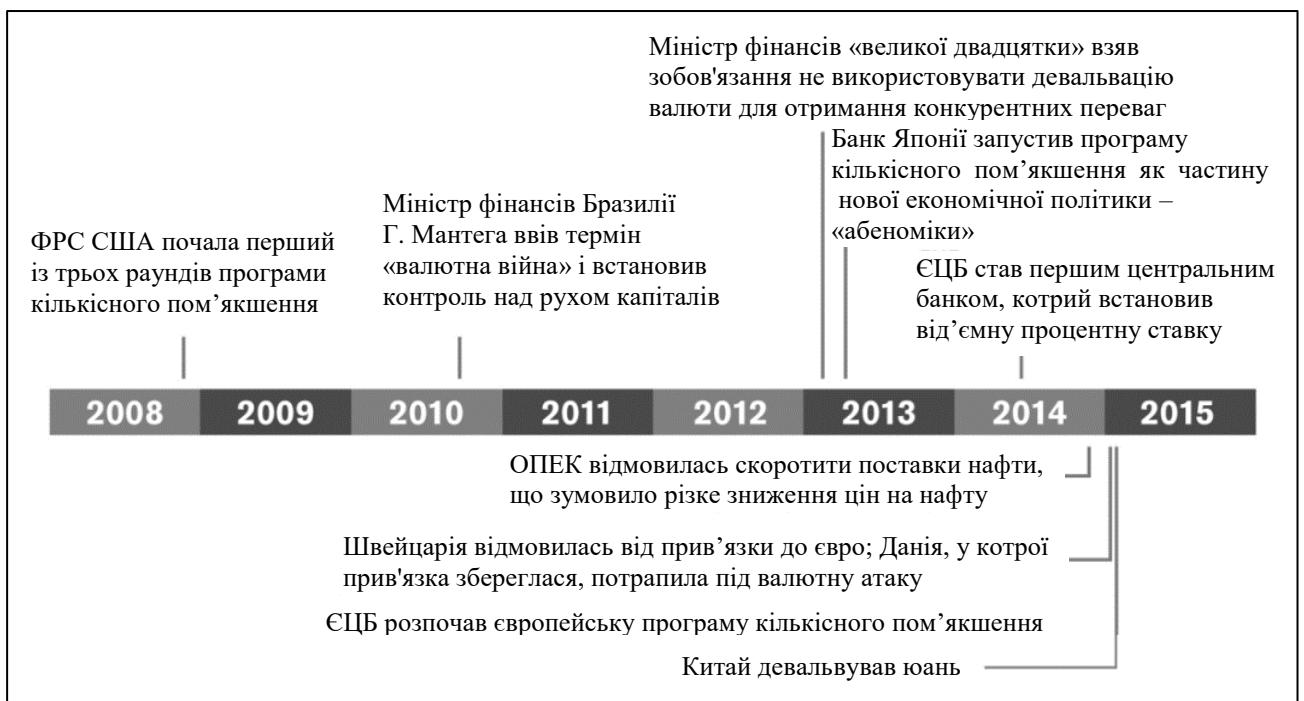 Міністр фінансів «великої двадцятки» взяв
зобов'язання не використовувати девальвацію
валюти для отримання конкурентних переваг
Банк Японії запустив програму
кількісного пом’якшення як частину
нової економічної політики –
«абеноміки»
Міністр фінансів Бразилії
Г. Мантега ввів термін
«валютна війна» і встановив
контроль над рухом капіталів
ФРС США почала перший
із трьох раундів програми
кількісного пом’якшення
ЄЦБ став першим центральним
банком, котрий встановив
від’ємну процентну ставку
2008 2009 2010 2011 2012 2013 2014 2015
ОПЕК відмовилась скоротити поставки нафти,
що зумовило різке зниження цін на нафту
Швейцарія відмовилась від прив’язки до євро; Данія, у котрої
прив'язка збереглася, потрапила під валютну атаку
ЄЦБ розпочав європейську програму кількісного пом’якшення
Китай девальвував юань